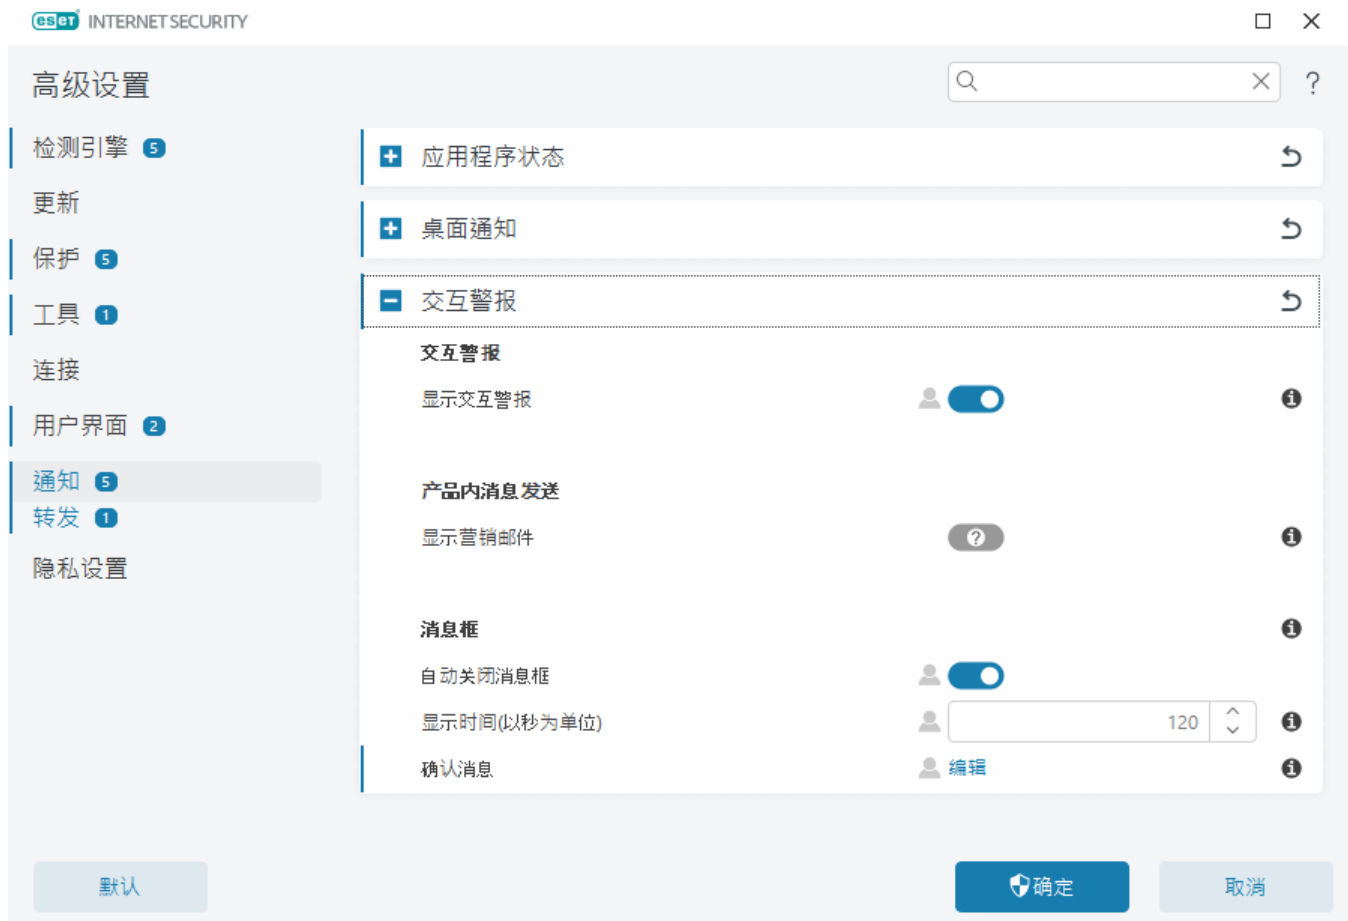 eset INTERNET SECURITY
高级设置
?
检测引擎 5
更新
保护 5
工具 1
连接
用户界面 2
通知 5
转发 1
隐私设置
应用程序状态
桌面通知
交互警报
交互警报
显示交互警报
产品内消息发送
显示营销邮件 ?
消息框
自动关闭消息框
显示时间(以秒为单位) 120
确认消息 编辑
默认
确定
取消